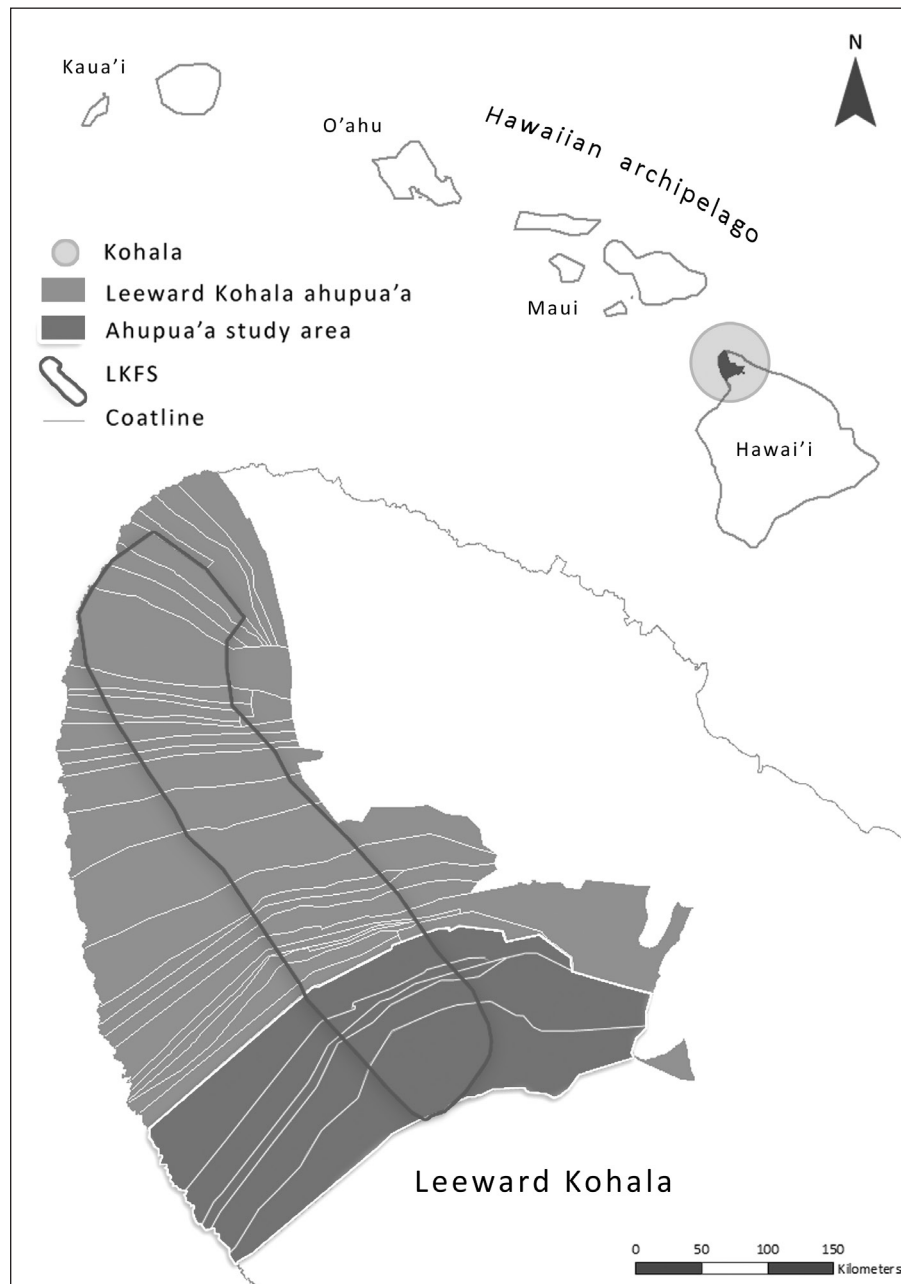 N
Kaua'i
O'ahu
Hawaiian archipelago
Maui
Hawai'i
Kohala
Leeward Kohala ahupua'a
Ahupua'a study area
LKFS
Coatline
Leeward Kohala
0 50 100 150
Kilometers